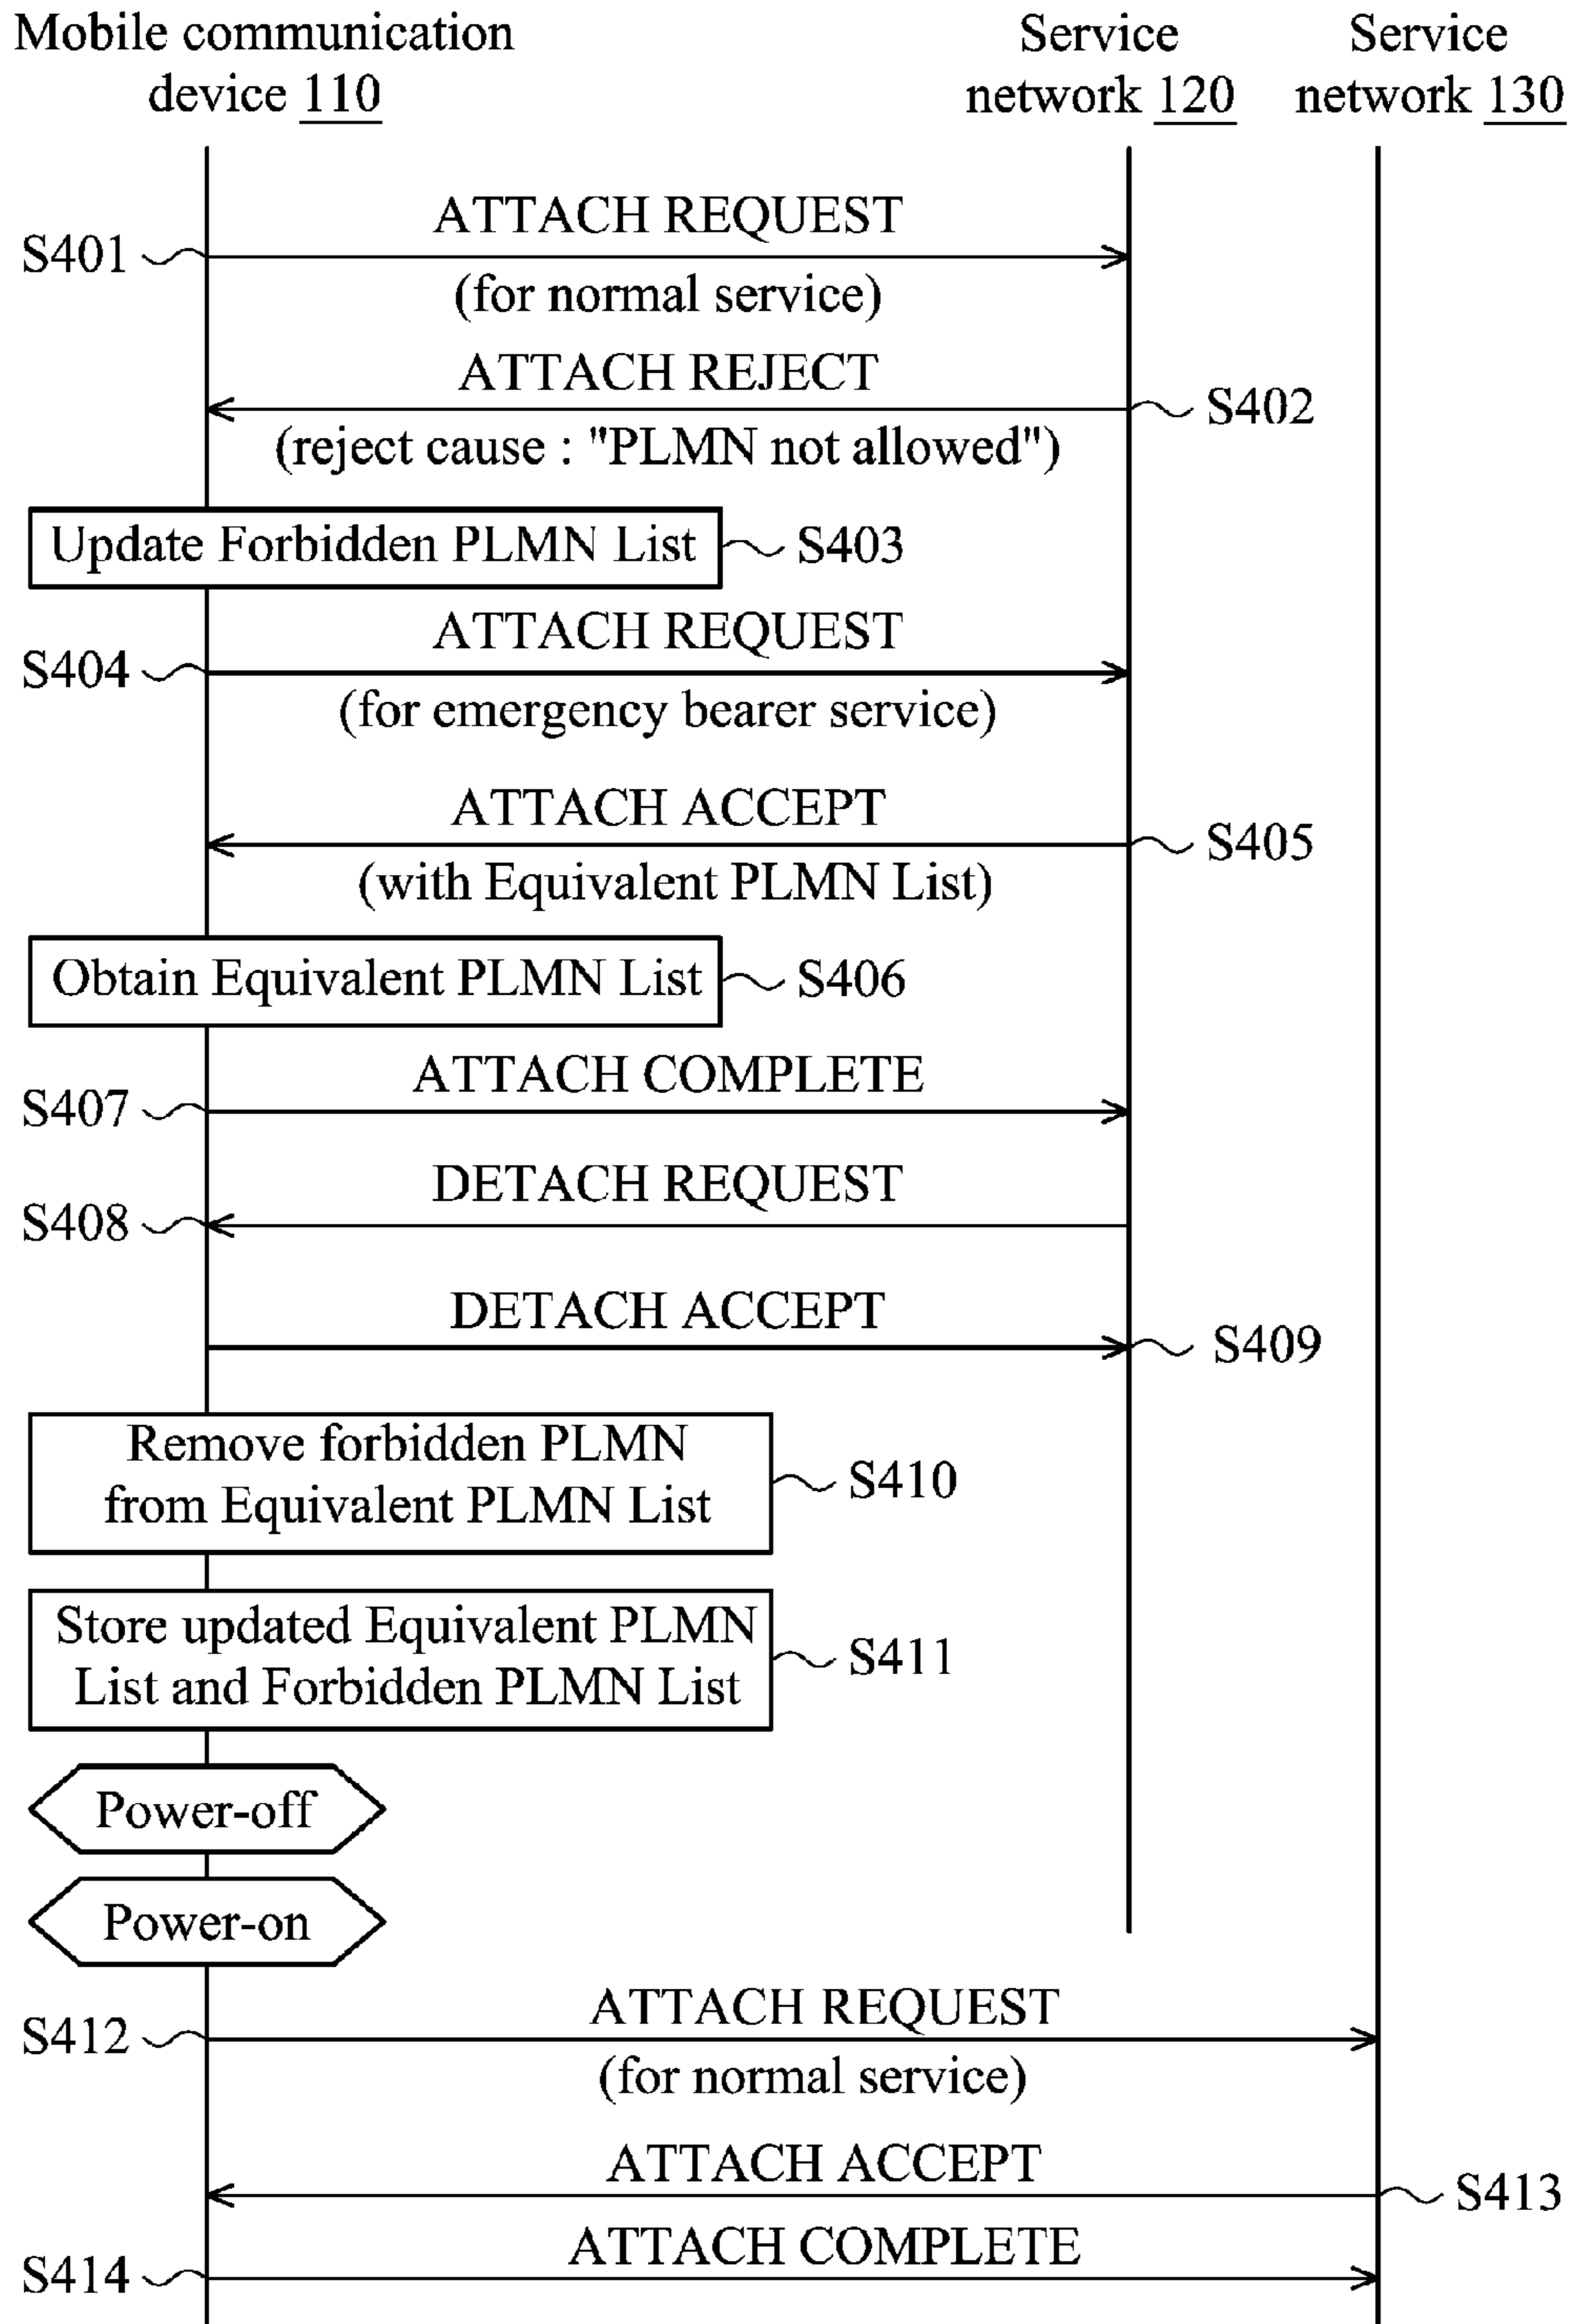 Mobile communication
device 110
Service
network 120
Service
network 130
ATTACH REQUEST
S401
(for normal service)
ATTACH REJECT
S402
(reject cause : "PLMN not allowed")
Update Forbidden PLMN List
S403
ATTACH REQUEST
S404
(for emergency bearer service)
ATTACH ACCEPT
S405
(with Equivalent PLMN List)
Obtain Equivalent PLMN List
S406
ATTACH COMPLETE
S407
DETACH REQUEST
S408
DETACH ACCEPT
S409
Remove forbidden PLMN
from Equivalent PLMN List
S410
Store updated Equivalent PLMN
List and Forbidden PLMN List
S411
Power-off
Power-on
ATTACH REQUEST
S412
(for normal service)
ATTACH ACCEPT
S413
ATTACH COMPLETE
S414